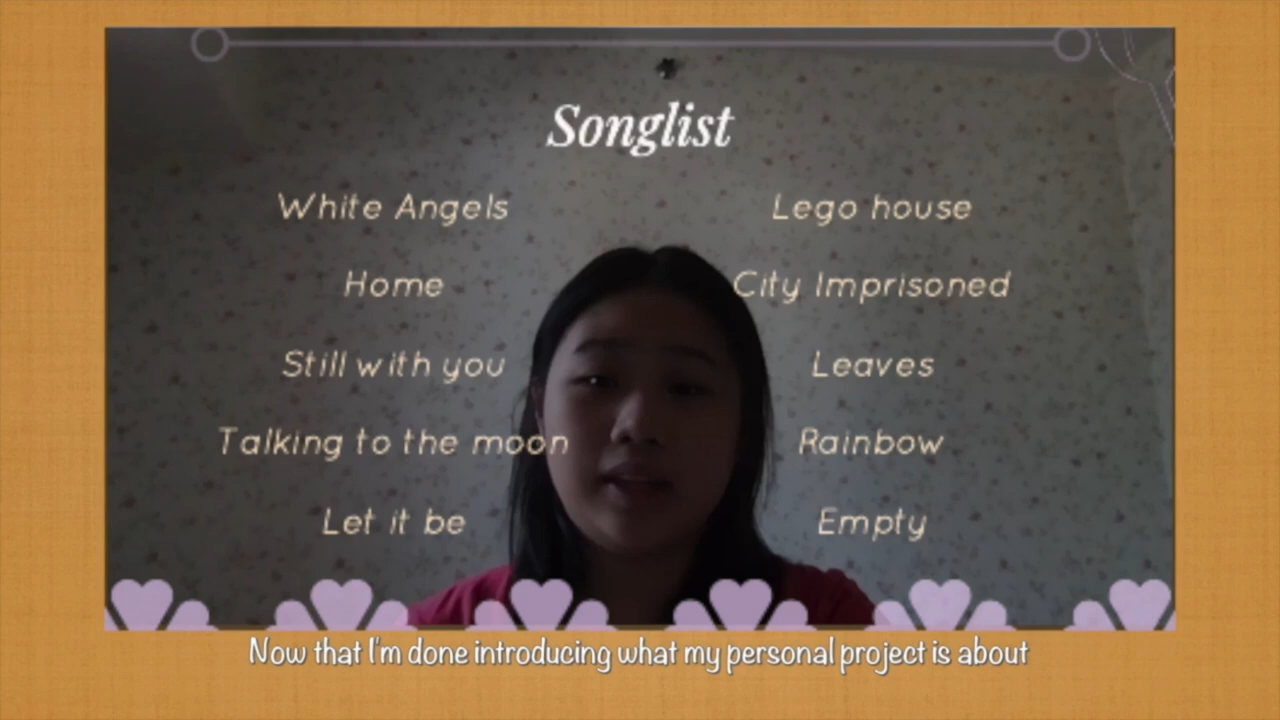 Songlist
White Angels
Home
Still with you
Talking to the moon
Let it be
Lego house
City Imprisoned
Leaves
Rainbow
Empty
Now that I'm done introducing what my personal project is about